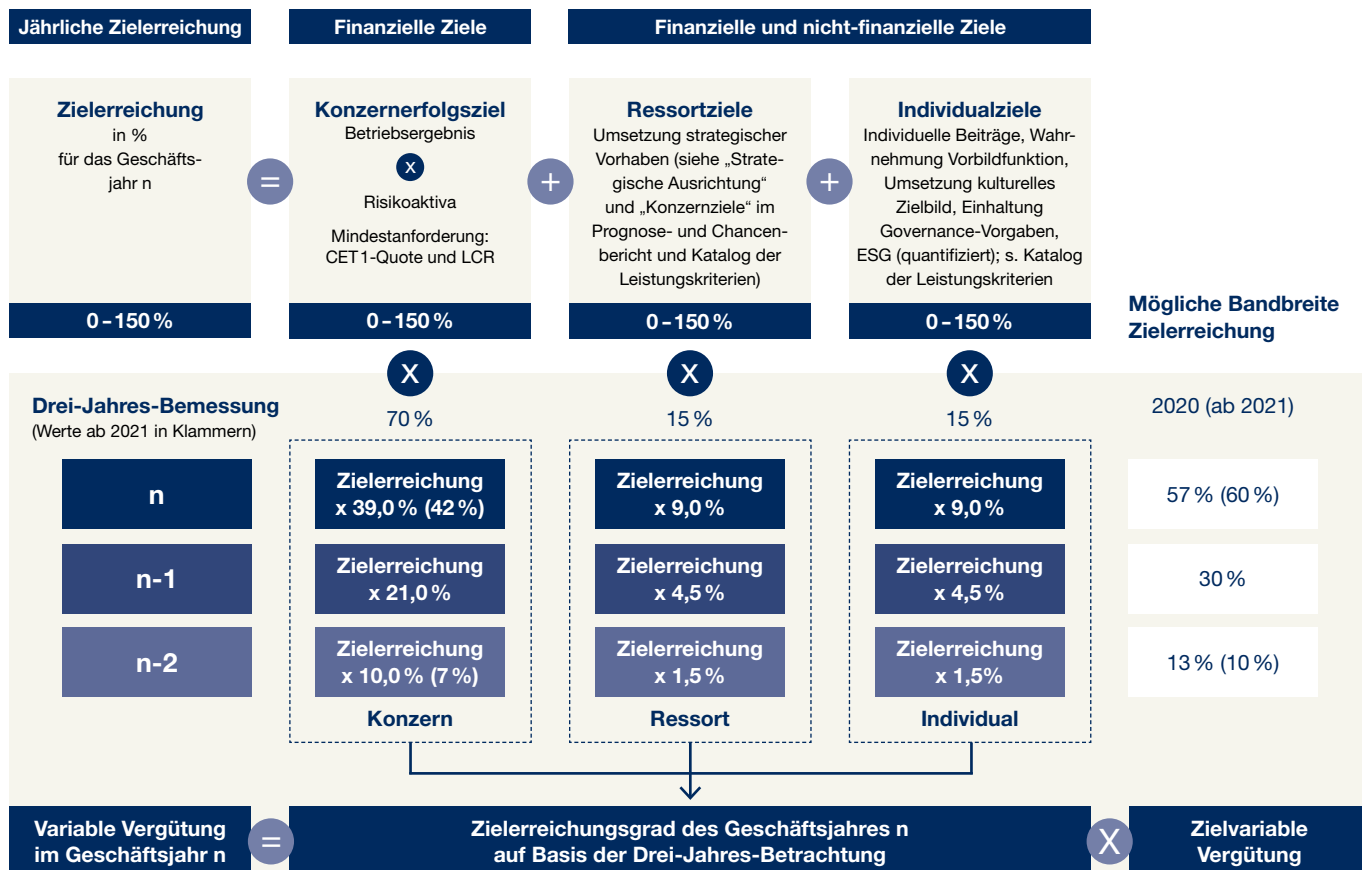 Jährliche Zielerreichung
Finanzielle Ziele
Finanzielle und nicht-finanzielle Ziele
Zielerreichung
in %
für das Geschäfts-
jahr n
=
Konzernerfolgsziel
Betriebsergebnis
x
Risikoaktiva
Mindestanforderung:
CET1-Quote und LCR
+
Ressortziele
Umsetzung strategischer
Vorhaben (siehe „Strate-
gische Ausrichtung“
und „Konzernziele“ im
Prognose- und Chancen-
bericht und Katalog der
Leistungskriterien)
+
Individualziele
Individuelle Beiträge, Wahr-
nehmung Vorbildfunktion,
Umsetzung kulturelles
Zielbild, Einhaltung
Governance-Vorgaben,
ESG (quantifiziert); s. Katalog
der Leistungskriterien
0–150 %
0–150 %
0–150 %
0–150 %
Mögliche Bandbreite
Zielerreichung
X
X
X
Drei-Jahres-Bemessung
(Werte ab 2021 in Klammern)
70 %
15 %
15 %
2020 (ab 2021)
n
Zielerreichung
x 39,0 % (42 %)
Zielerreichung
x 9,0 %
Zielerreichung
x 9,0 %
57 % (60 %)
n-1
Zielerreichung
x 21,0 %
Zielerreichung
x 4,5 %
Zielerreichung
x 4,5 %
30 %
n-2
Zielerreichung
x 10,0 % (7 %)
Zielerreichung
x 1,5 %
Zielerreichung
x 1,5%
13 % (10 %)
Konzern
Ressort
Individual
Variable Vergütung
im Geschäftsjahr n
=
Zielerreichungsgrad des Geschäftsjahres n
auf Basis der Drei-Jahres-Betrachtung
X
Zielvariable
Vergütung